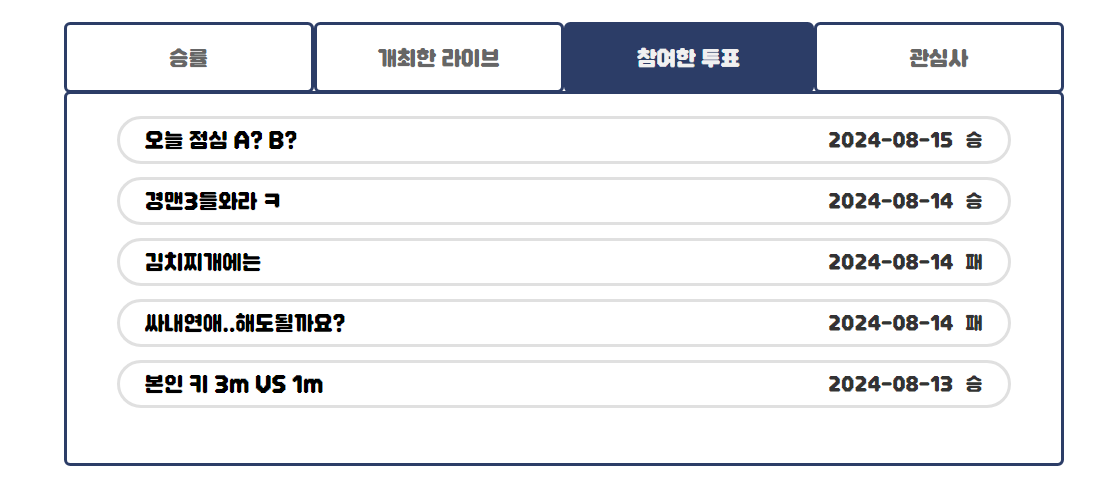 승률 개최한 라이브 참여한 투표 관심사
오늘 점심 A? B? 2024-08-15 승
경맨3들와라 ㅋ 2024-08-14 승
김치찌개에는 2024-08-14 패
싸내연애..해도될까요? 2024-08-14 패
본인 키 3m VS 1m 2024-08-13 승